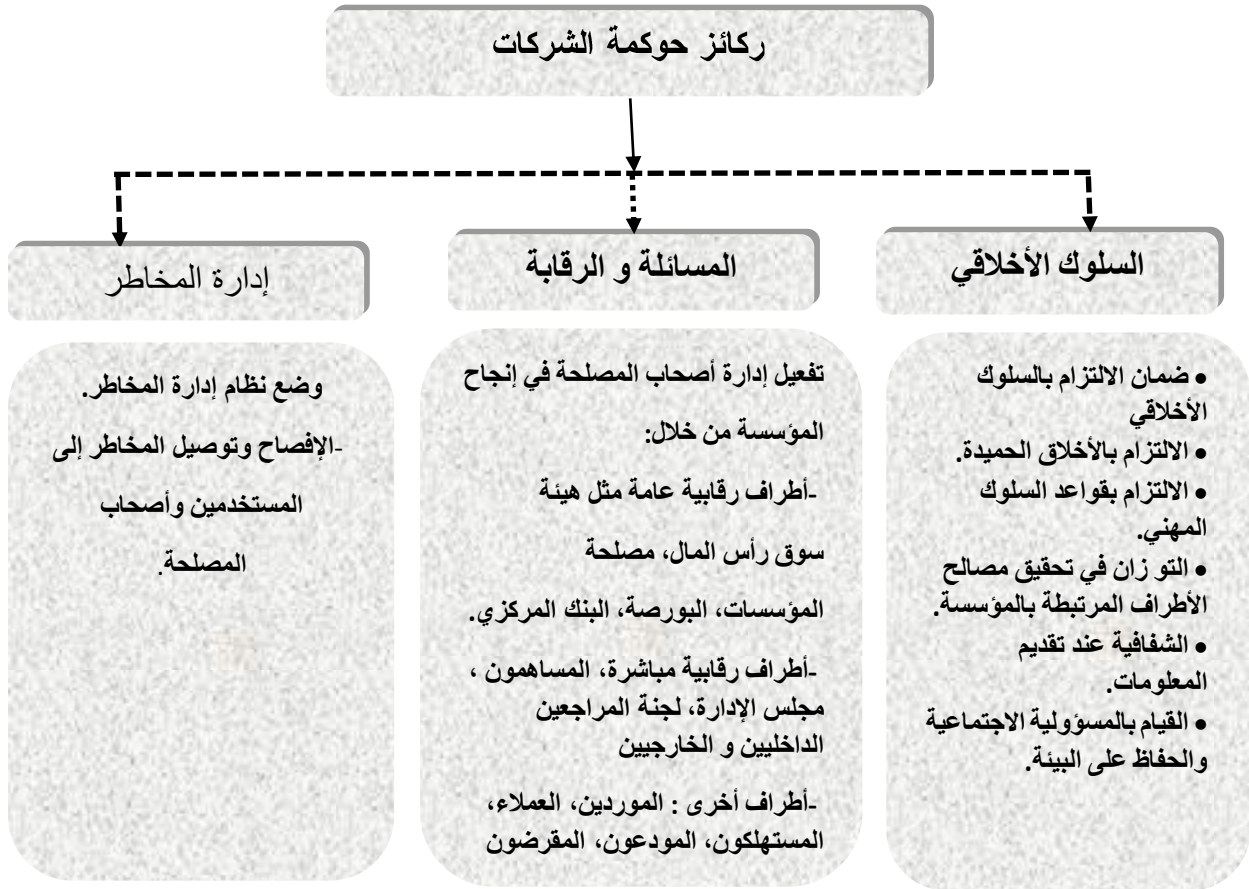 ركائز حوكمة الشركات
السلوك الأخلاقي
المسائلة و الرقابة
إدارة المخاطر
• ضمان الالتزام بالسلوك
الأخلاقي
• الالتزام بالأخلاق الحميدة.
• الالتزام بقواعد السلوك
المهني.
• التو زان في تحقيق مصالح
الأطراف المرتبطة بالمؤسسة.
• الشفافية عند تقديم
المعلومات.
• القيام بالمسؤولية الاجتماعية
والحفاظ على البيئة.
تفعيل إدارة أصحاب المصلحة في إنجاح
المؤسسة من خلال:
-أطراف رقابية عامة مثل هيئة
سوق رأس المال، مصلحة
المؤسسات، البورصة، البنك المركزي.
-أطراف رقابية مباشرة، المساهمون ،
مجلس الإدارة، لجنة المراجعين
الداخليين و الخارجيين
-أطراف أخرى : الموردين، العملاء،
المستهلكون، المودعون، المقرضون
وضع نظام إدارة المخاطر.
-الإفصاح وتوصيل المخاطر إلى
المستخدمين وأصحاب
المصلحة.